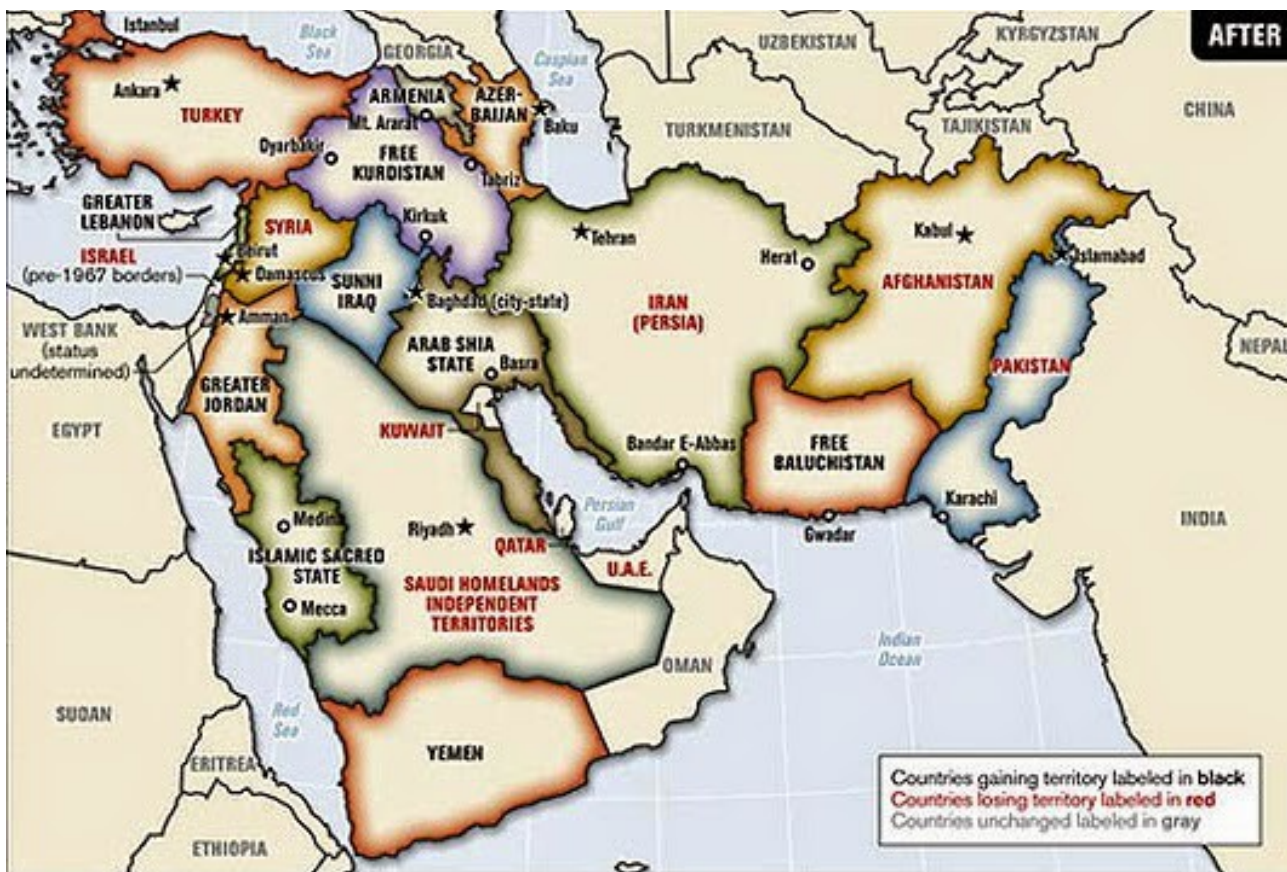 AFTER
Istanbul
Black
Sea
GEORGIA
Caspian
Sea
UZBEKISTAN
KYRGYZSTAN
Ankara
TURKEY
ARMENIA
Mt. Ararat
AZER-
BAIJAN
Baku
TURKMENISTAN
TAJIKISTAN
CHINA
Dyarbakir
FREE
KURDISTAN
Tabriz
GREATER
LEBANON
SYRIA
Kirkuk
Tehran
Herat
Kabul
Islamabad
ISRAEL
(pre-1967 borders)
Beirut
Damascus
SUNNI
IRAQ
Baghdad (city-state)
IRAN
(PERSIA)
AFGHANISTAN
WEST BANK
(status
undetermined)
Amman
ARAB SHIA
STATE
Basra
PAKISTAN
NEPAL
GREATER
JORDAN
EGYPT
KUWAIT
Bandar E-Abbas
FREE
BALUCHISTAN
Persian
Gulf
Gwadar
Karachi
INDIA
Medina
ISLAMIC SACRED
STATE
Mecca
Riyadh
QATAR
U.A.E.
SAUDI HOMELANDS
INDEPENDENT
TERRITORIES
OMAN
Indian
Ocean
SUDAN
Red
Sea
YEMEN
ERITREA
ETHIOPIA
Countries gaining territory labeled in black
Countries losing territory labeled in red
Countries unchanged labeled in gray